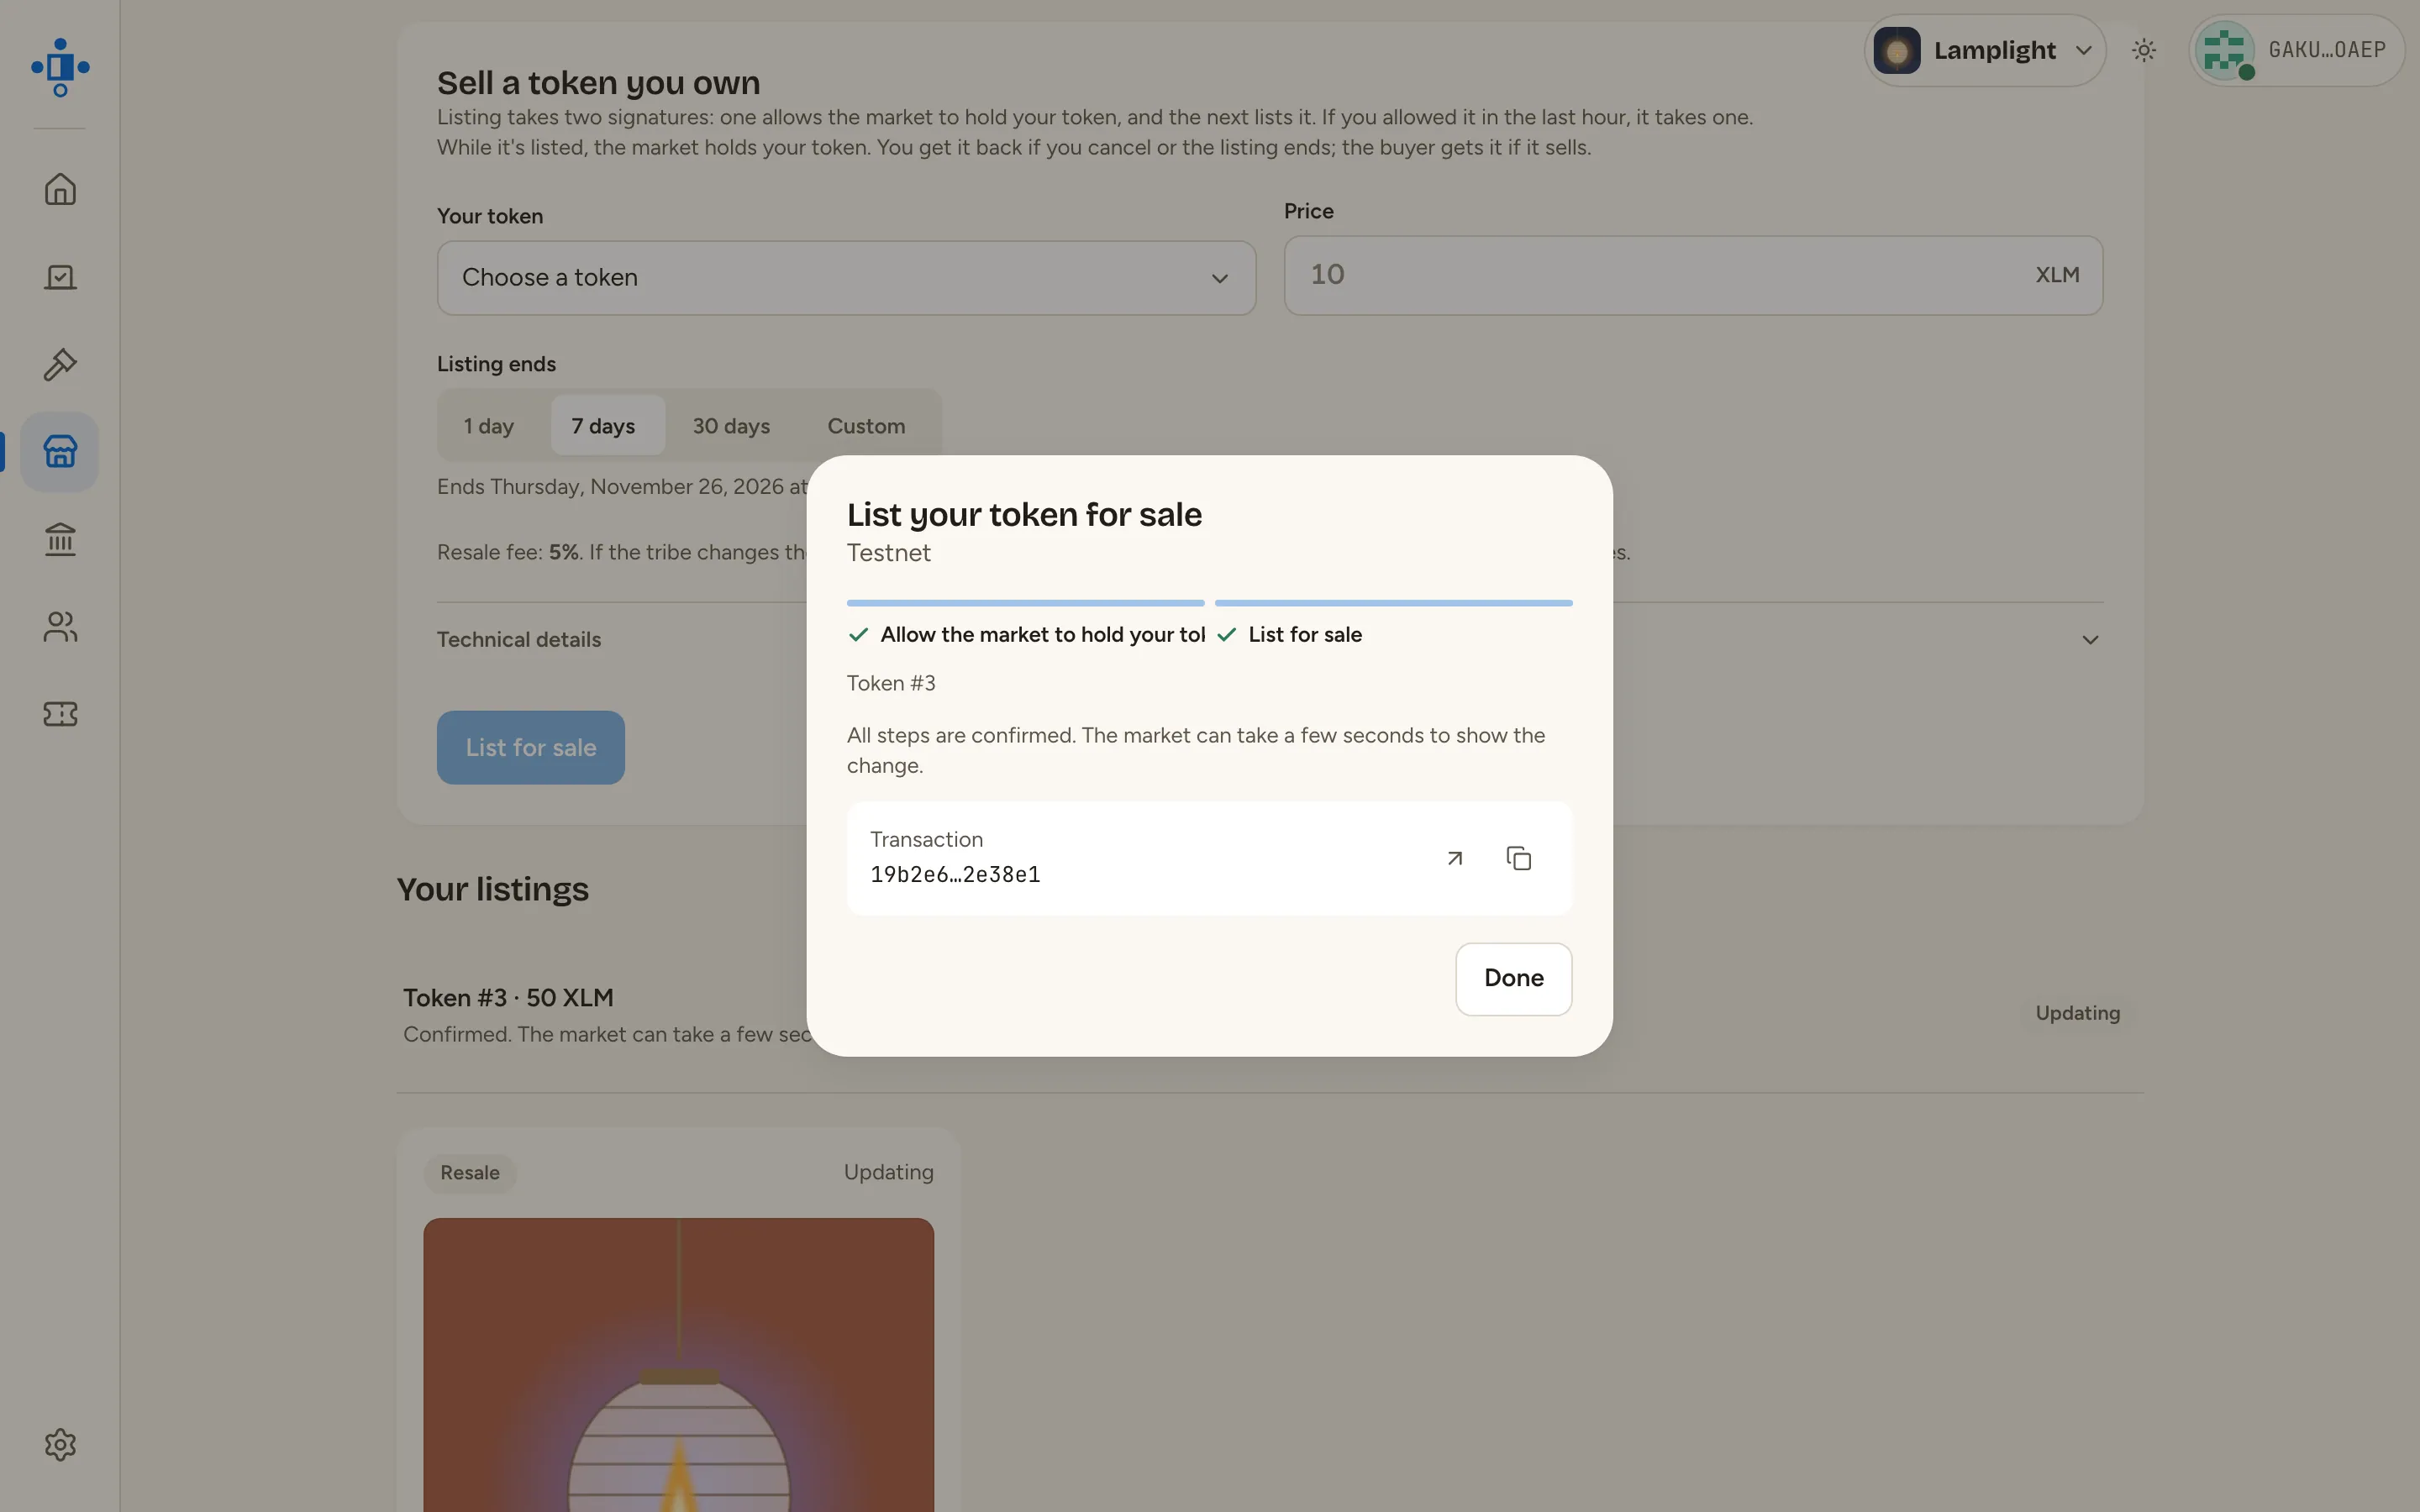 Lamplight
GAKU…OAEP
Sell a token you own
Listing takes two signatures: one allows the market to hold your token, and the next lists it. If you allowed it in the last hour, it takes one.
While it's listed, the market holds your token. You get it back if you cancel or the listing ends; the buyer gets it if it sells.
Your token
Choose a token
Price
10
XLM
Listing ends
1 day
7 days
30 days
Custom
Ends Thursday, November 26, 2026 at
Resale fee: 5%. If the tribe changes
Technical details
List for sale
List your token for sale
Testnet
Allow the market to hold your
List for sale
Token #3
All steps are confirmed. The market can take a few seconds to show the
change.
Transaction
19b2e6…2e38e1
Done
Your listings
Token #3 · 50 XLM
Confirmed. The market can take a few
Updating
Resale
Updating